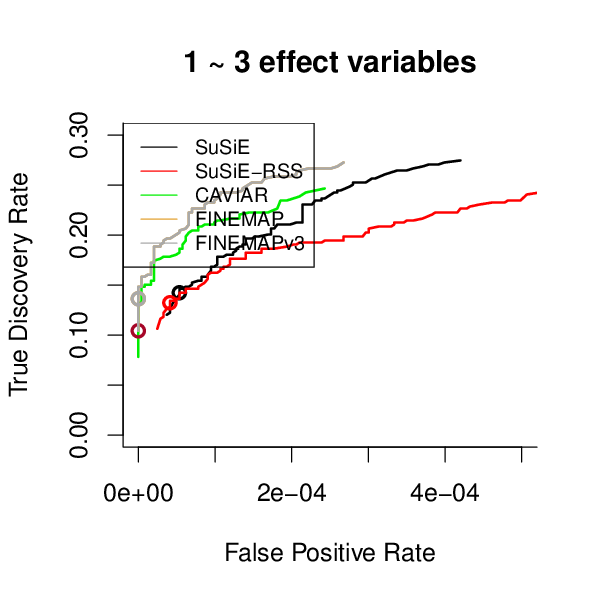 1 ~ 3 effect variables
True Discovery Rate
0.30
0.20
0.10
0.00
SuSiE
SuSiE−RSS
CAVIAR
FINEMAP
FINEMAPv3
0e+00
2e−04
4e−04
False Positive Rate